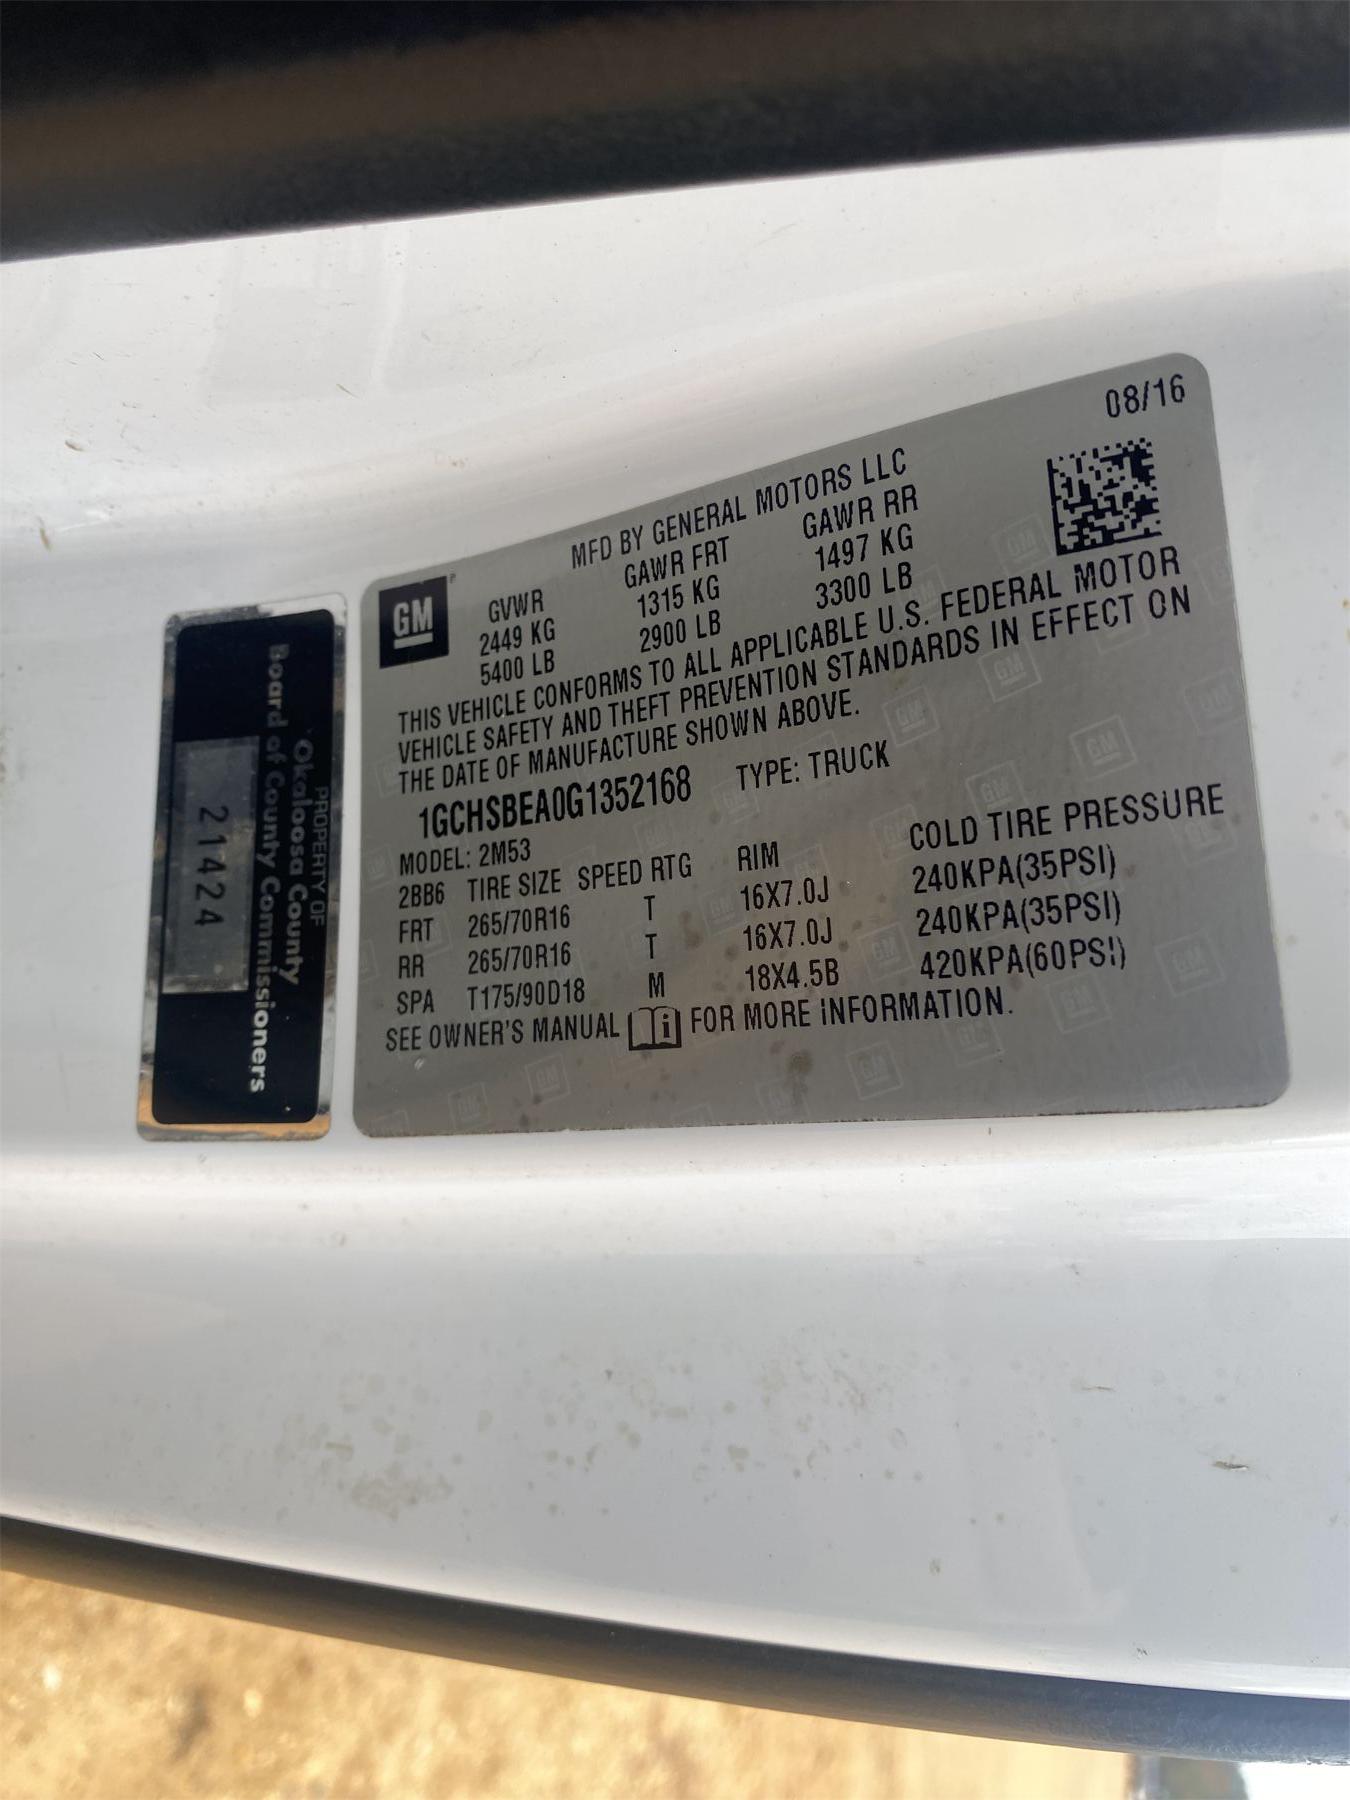 08/16
MFD BY GENERAL MOTORS LLC
GM
GVWR GAWR FRT GAWR RR
2449 KG 1315 KG 1497 KG
5400 LB 2900 LB 3300 LB
THIS VEHICLE CONFORMS TO ALL APPLICABLE U.S. FEDERAL MOTOR
VEHICLE SAFETY AND THEFT PREVENTION STANDARDS IN EFFECT ON
THE DATE OF MANUFACTURE SHOWN ABOVE.
1GCHSBEA0G1352168 TYPE: TRUCK
MODEL: 2M53
2BB6 TIRE SIZE SPEED RTG RIM COLD TIRE PRESSURE
FRT 265/70R16 T 16X7.0J 240KPA(35PSI)
RR 265/70R16 T 16X7.0J 240KPA(35PSI)
SPA T175/90D18 M 18X4.5B 420KPA(60PSI)
SEE OWNER'S MANUAL i FOR MORE INFORMATION.
PROPERTY OF
Okaloosa County
Board of County Commissioners
21424